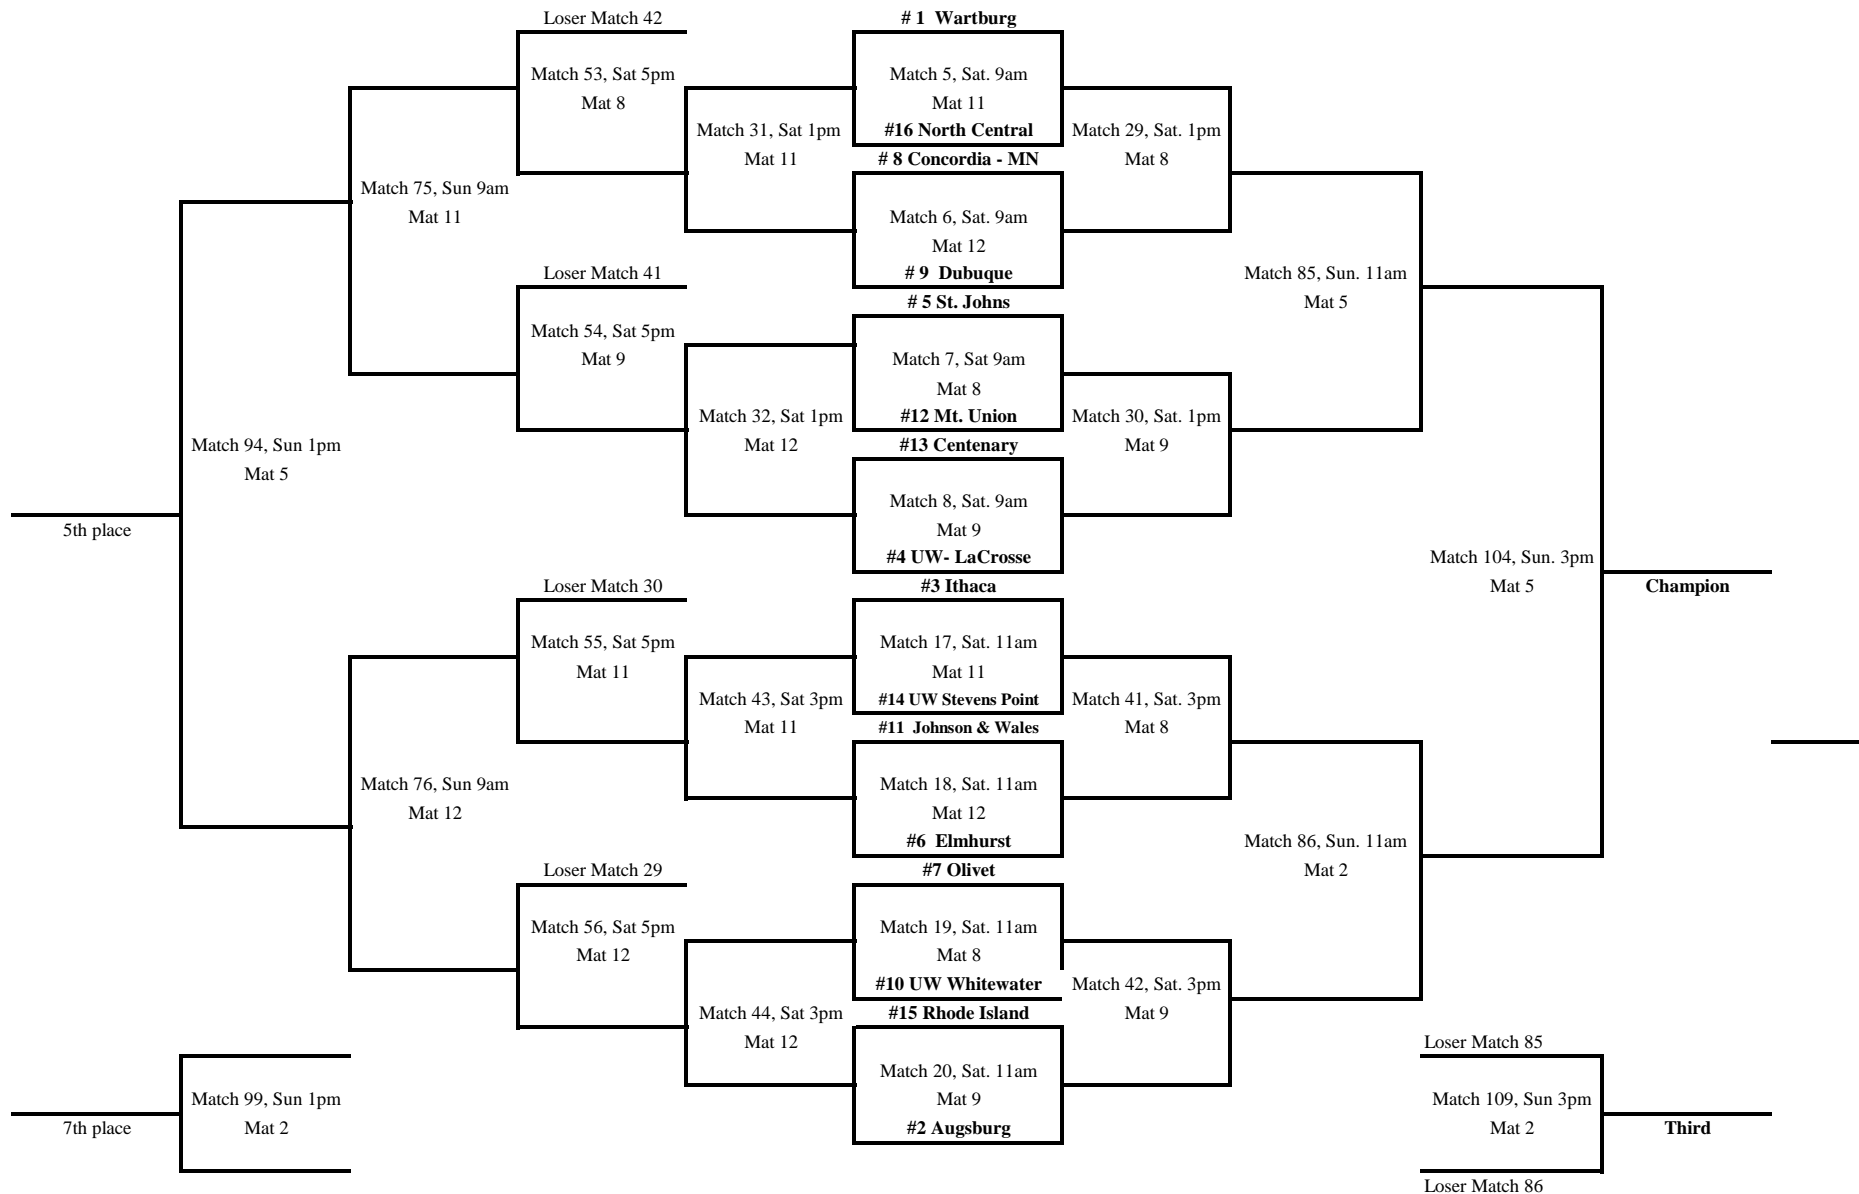 Loser Match 42
# 1  Wartburg
Match 53, Sat 5pm
Mat 8
Match 5, Sat. 9am
Mat 11
Match 31, Sat 1pm
Mat 11
#16 North Central
Match 29, Sat. 1pm
Mat 8
# 8 Concordia - MN
Match 75, Sun 9am
Mat 11
Match 6, Sat. 9am
Mat 12
Loser Match 41
# 9  Dubuque
Match 85, Sun. 11am
Mat 5
# 5 St. Johns
Match 54, Sat 5pm
Mat 9
Match 7, Sat 9am
Mat 8
Match 32, Sat 1pm
Mat 12
#12 Mt. Union
Match 30, Sat. 1pm
Mat 9
#13 Centenary
Match 94, Sun 1pm
Mat 5
Match 8, Sat. 9am
Mat 9
5th place
#4 UW- LaCrosse
Match 104, Sun. 3pm
Mat 5
Loser Match 30
#3 Ithaca
Champion
Match 55, Sat 5pm
Mat 11
Match 17, Sat. 11am
Mat 11
Match 43, Sat 3pm
Mat 11
#14 UW Stevens Point
Match 41, Sat. 3pm
Mat 8
#11  Johnson & Wales
Match 76, Sun 9am
Mat 12
Match 18, Sat. 11am
Mat 12
#6  Elmhurst
Match 86, Sun. 11am
Mat 2
Loser Match 29
#7 Olivet
Match 56, Sat 5pm
Mat 12
Match 19, Sat. 11am
Mat 8
#10 UW Whitewater
Match 42, Sat. 3pm
Mat 9
Match 44, Sat 3pm
Mat 12
#15 Rhode Island
Loser Match 85
Match 99, Sun 1pm
Mat 2
Match 20, Sat. 11am
Mat 9
Match 109, Sun 3pm
Mat 2
7th place
#2 Augsburg
Third
Loser Match 86